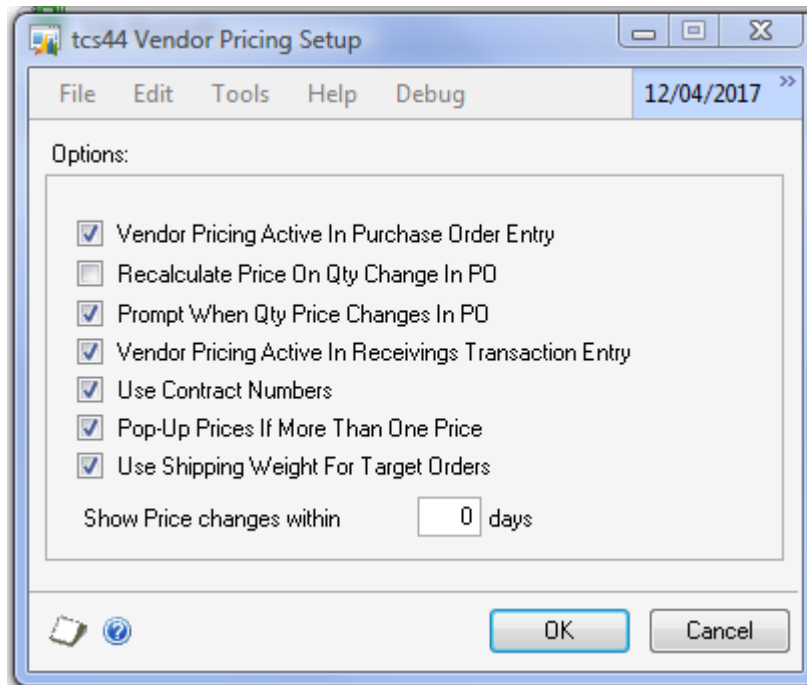 tcs44 Vendor Pricing Setup
File Edit Tools Help Debug 12/04/2017 »
Options:
Vendor Pricing Active In Purchase Order Entry
Recalculate Price On Qty Change In PO
Prompt When Qty Price Changes In PO
Vendor Pricing Active In Receivings Transaction Entry
Use Contract Numbers
Pop-Up Prices If More Than One Price
Use Shipping Weight For Target Orders
Show Price changes within 0 days
OK Cancel